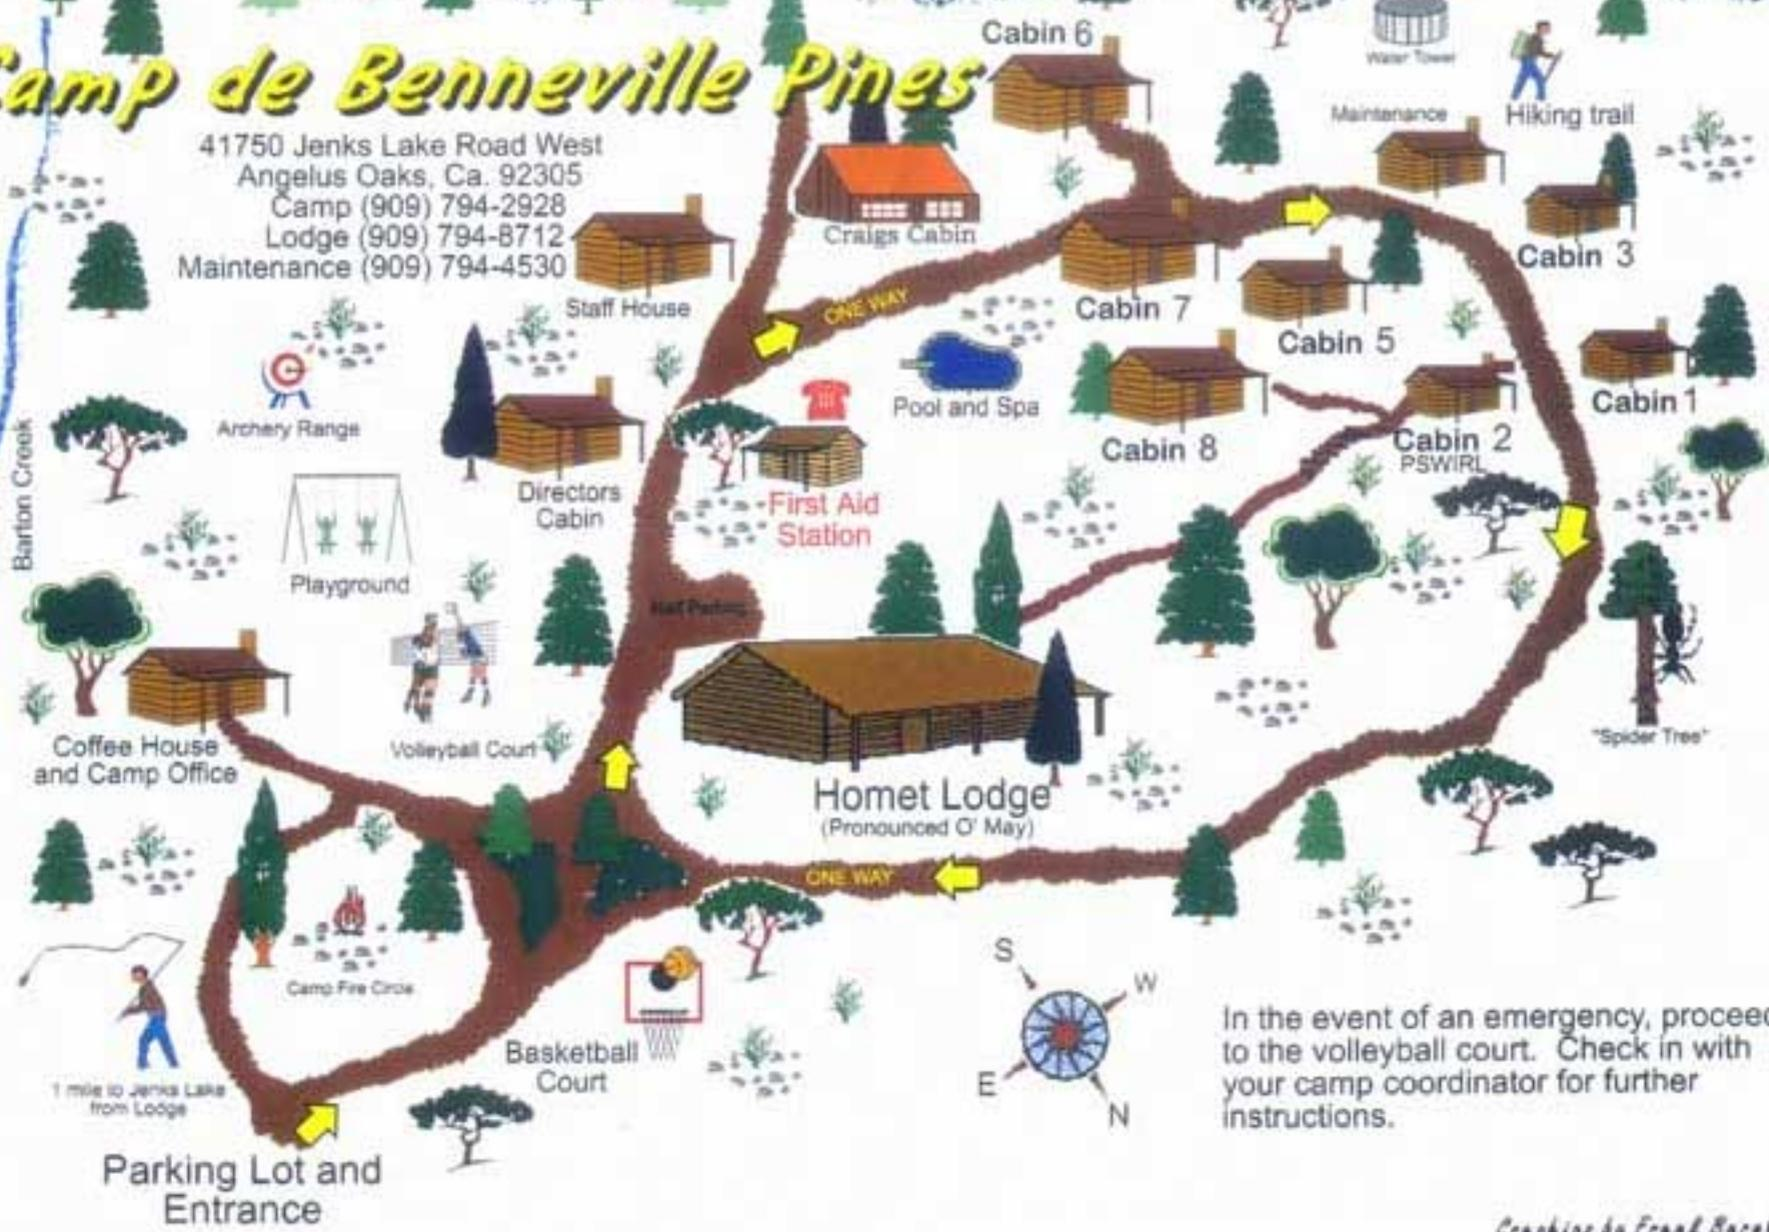 Camp de Benneville Pines
41750 Jenks Lake Road West
Angelus Oaks, Ca. 92305
Camp (909) 794-2928
Lodge (909) 794-8712
Maintenance (909) 794-4530
Cabin 6
Water Tower
Maintenance
Hiking trail
Craigs Cabin
Cabin 3
Staff House
ONE WAY
Cabin 7
Cabin 5
Cabin 1
Archery Range
Pool and Spa
Cabin 8
Cabin 2
PSWIRL
Barton Creek
Directors
Cabin
First Aid
Station
Playground
Parking
Coffee House
and Camp Office
Volleyball Court
"Spider Tree"
Homet Lodge
(Pronounced O' May)
ONE WAY
Camp Fire Circle
S
W
E
N
Basketball
Court
1 mile to Jenks Lake
from Lodge
In the event of an emergency, proceed
to the volleyball court. Check in with
your camp coordinator for further
instructions.
Parking Lot and
Entrance
Graphics by Frank